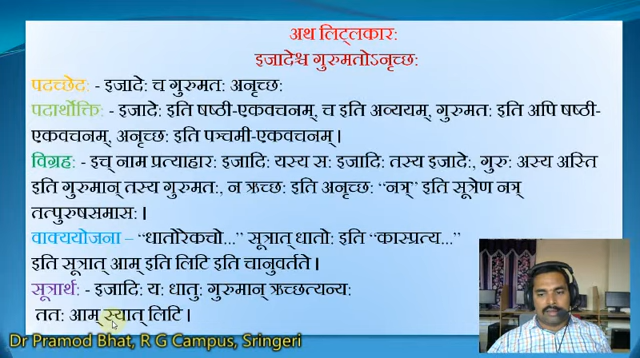 अथ लिट्लकार:
इजादेश्च गुरुमतोऽनृच्छ:
पदच्छेद: - इजादे: च गुरुमत: अनृच्छ:
पदार्थोक्ति: - इजादे: इति षष्ठी-एकवचनम्, च इति अव्ययम्, गुरुमत: इति अपि षष्ठी-
एकवचनम्, अनृच्छ: इति पञ्चमी-एकवचनम् ।
विग्रह: - इच् नाम प्रत्याहार: इजादि: यस्य स: इजादि: तस्य इजादे:, गुरु: अस्य अस्ति
इति गुरुमान् तस्य गुरुमत:, न ऋच्छ: इति अनृच्छ: “नञ्” इति सूत्रेण नञ्
तत्पुरुषसमास: ।
वाक्ययोजना – “धातोरेकचो...” सूत्रात् धातो: इति “कास्प्रत्य...”
इति सूत्रात् आम् इति लिटि इति चानुवर्तते ।
सूत्रार्थ: - इजादि: य: धातु: गुरुमान् ऋच्छत्यन्य:
तत: आम् स्यात् लिटि ।
Dr Pramod Bhat, R G Campus, Sringeri